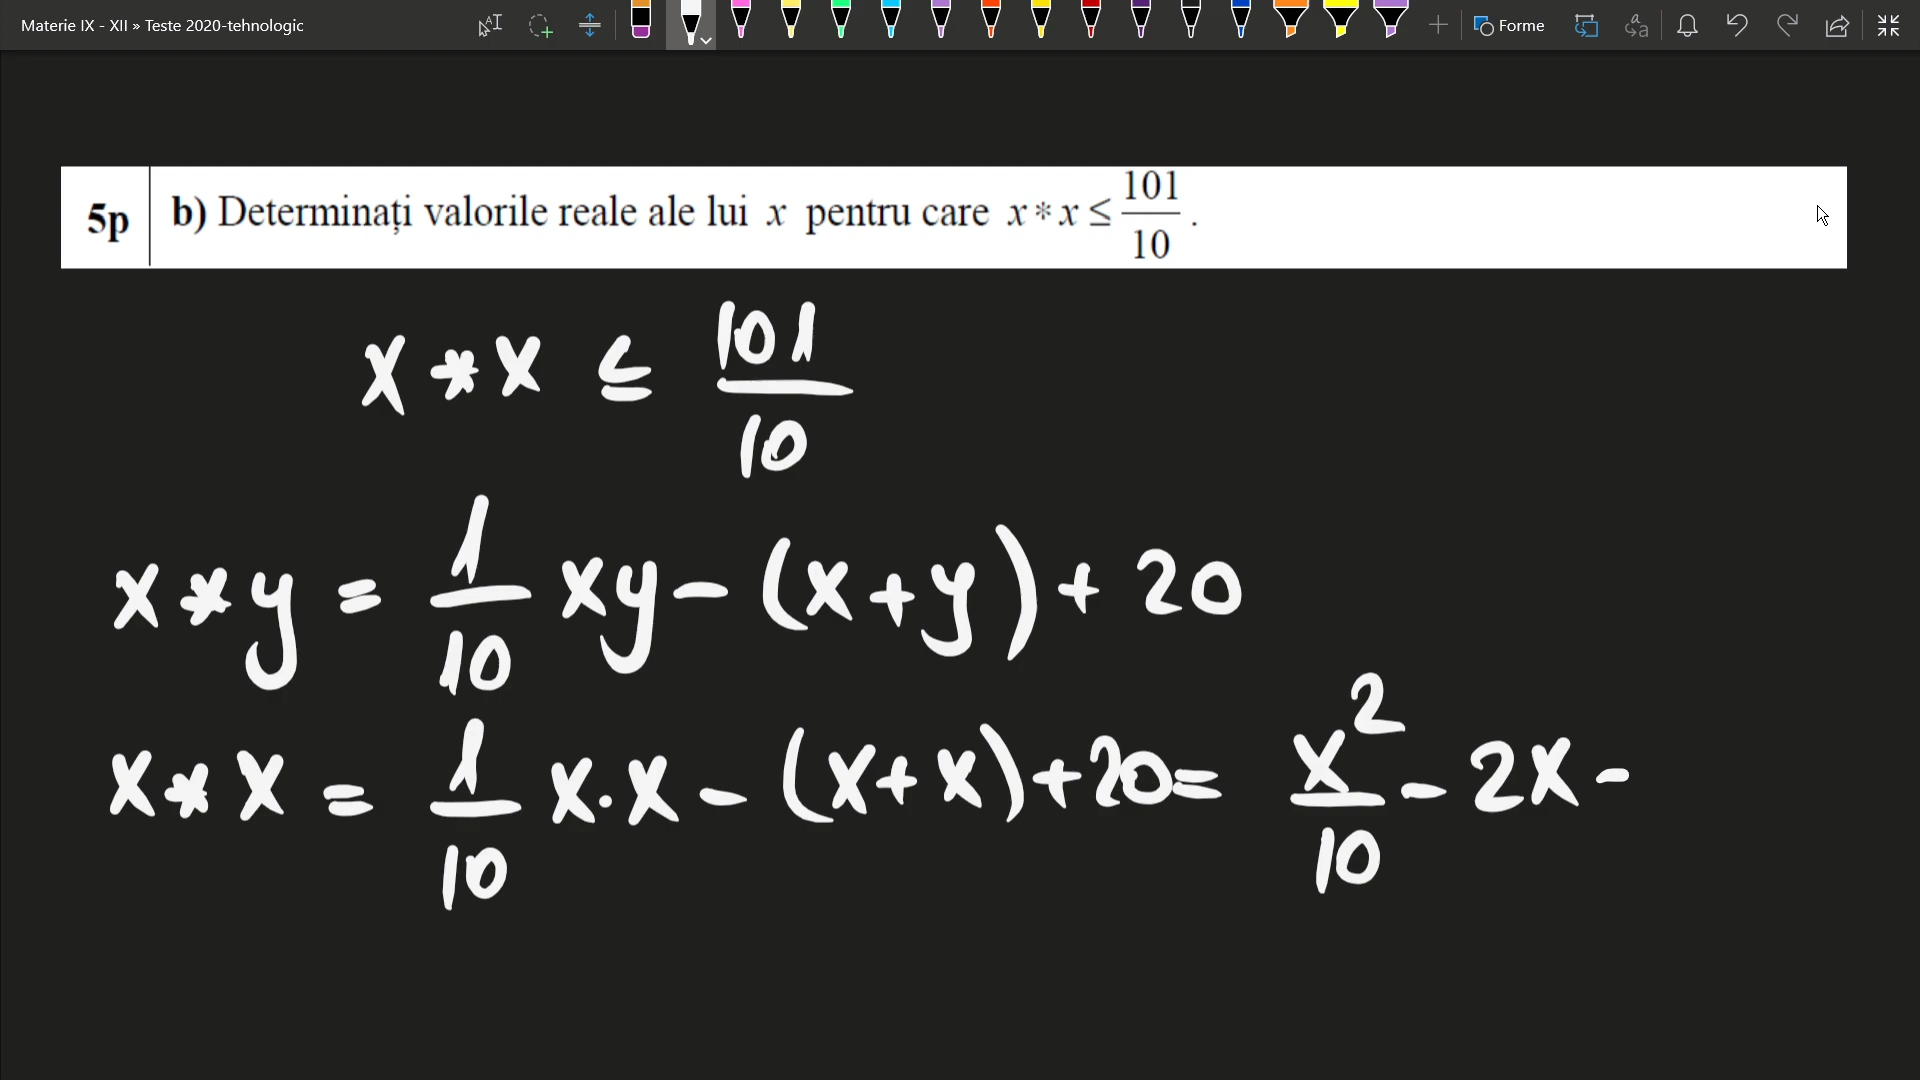 Materie IX - XII » Teste 2020-tehnologic
Forme
5p b) Determinați valorile reale ale lui x pentru care x * x ≤ 101/10 .
x * x ≤ 101/10
x * y = 1/10 xy - (x + y) + 20
x * x = 1/10 x · x - (x + x) + 20 = x²/10 - 2x -